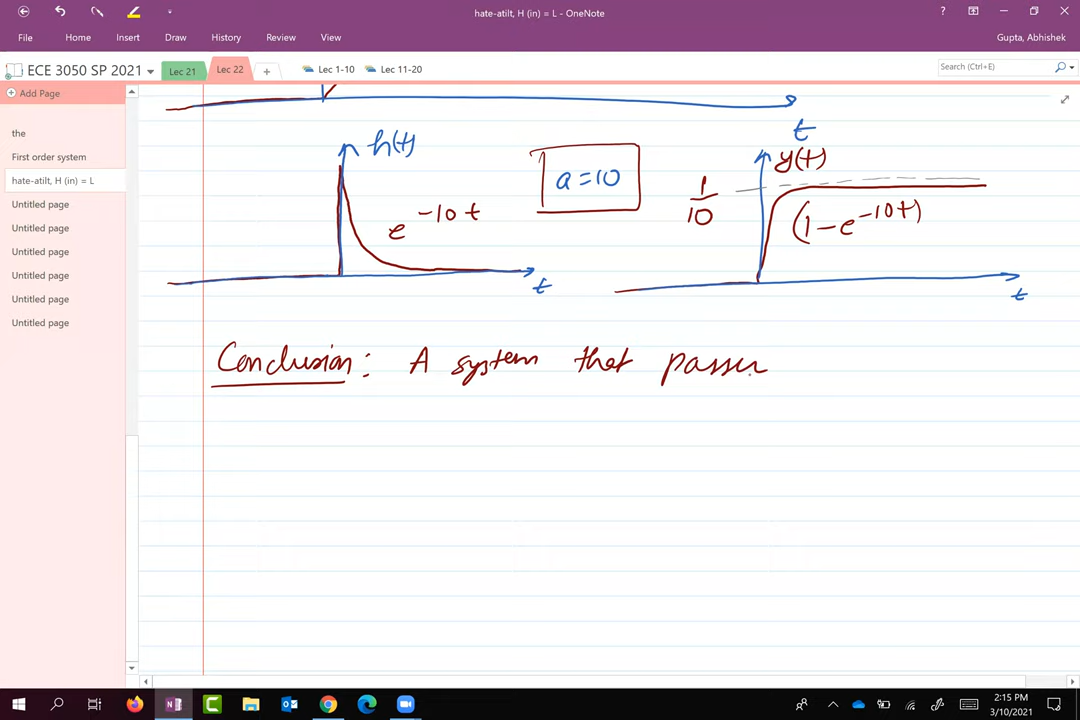 hate-atilt, H (in) = L - OneNote
?
Gupta, Abhishek
File Home Insert Draw History Review View
ECE 3050 SP 2021
Lec 21
Lec 22
+
Lec 1-10
Lec 11-20
Search (Ctrl+E)
Add Page
the
First order system
hate-atilt, H (in) = L
Untitled page
Untitled page
Untitled page
Untitled page
Untitled page
Untitled page
t
h(t)
a = 10
y(t)
1/10
e^{-10t}
(1-e^{-10t})
t
t
Conclusion: A system that passes
2:15 PM
3/10/2021